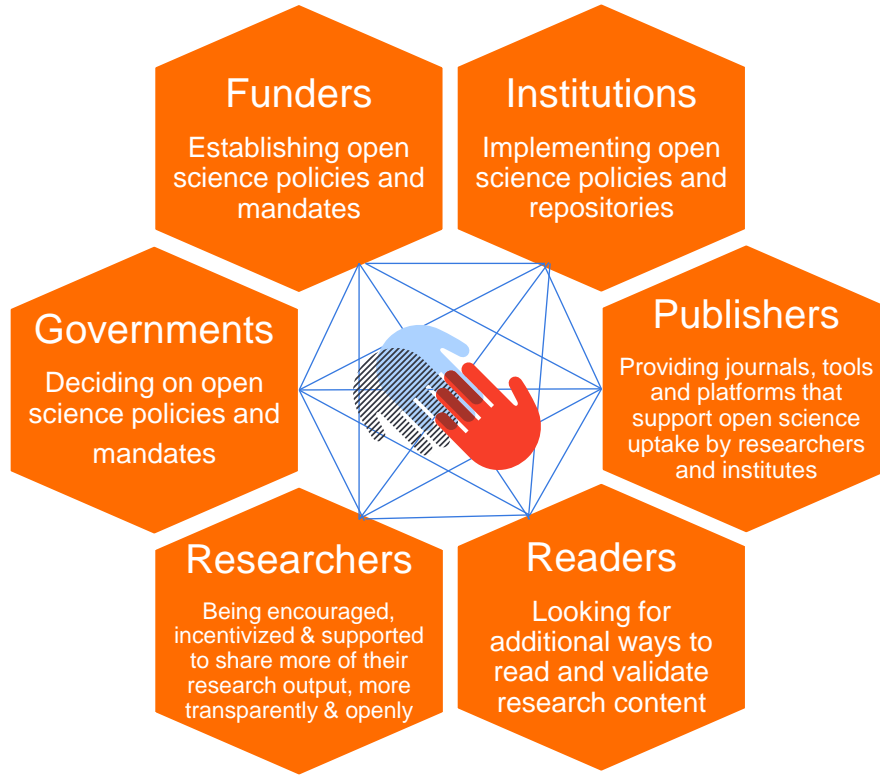 Funders
Establishing open
science policies and
mandates
Institutions
Implementing open
science policies and
repositories
Governments
Deciding on open
science policies and
mandates
Publishers
Providing journals, tools
and platforms that
support open science
uptake by researchers
and institutes
Researchers
Being encouraged,
incentivized & supported
to share more of their
research output, more
transparently & openly
Readers
Looking for
additional ways to
read and validate
research content